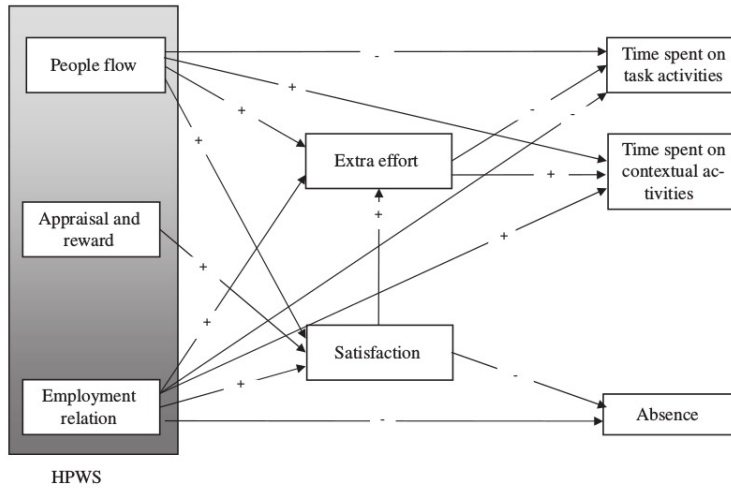 People flow
Appraisal and
reward
Employment
relation
HPWS
Extra effort
Satisfaction
Time spent on
task activities
Time spent on
contextual ac-
tivities
Absence
-
+
+
+
+
+
+
-
-
+
+
+
+
-
-